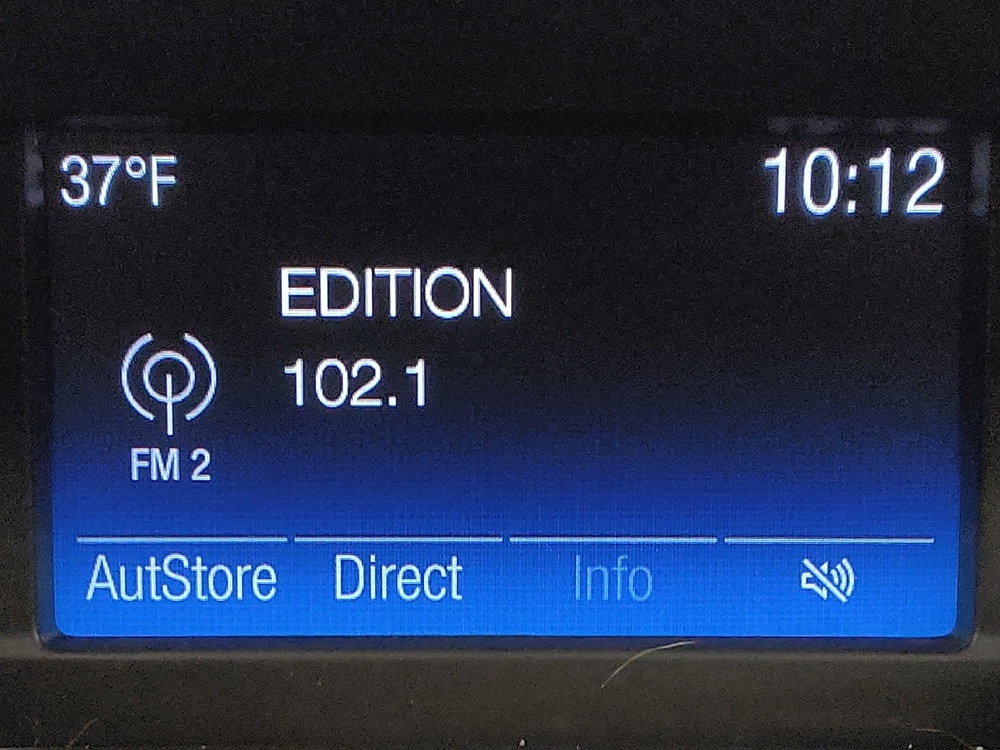 37°F 10:12
EDITION
102.1
FM 2
AutStore Direct Info